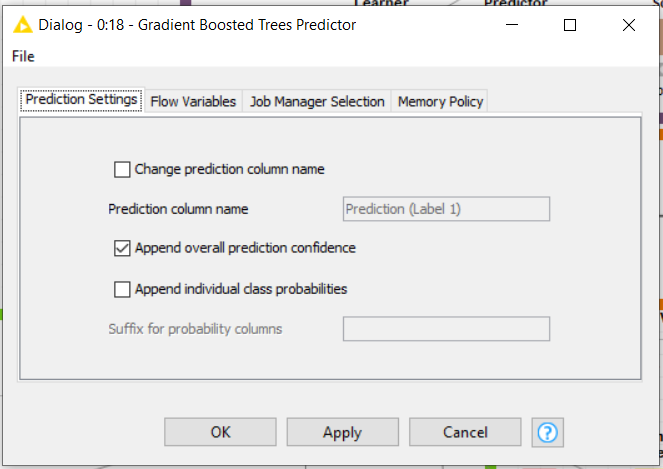 Learner
Predictor
Dialog - 0:18 - Gradient Boosted Trees Predictor
File
Prediction Settings Flow Variables Job Manager Selection Memory Policy
Change prediction column name
Prediction column name Prediction (Label 1)
Append overall prediction confidence
Append individual class probabilities
Suffix for probability columns
OK Apply Cancel ?